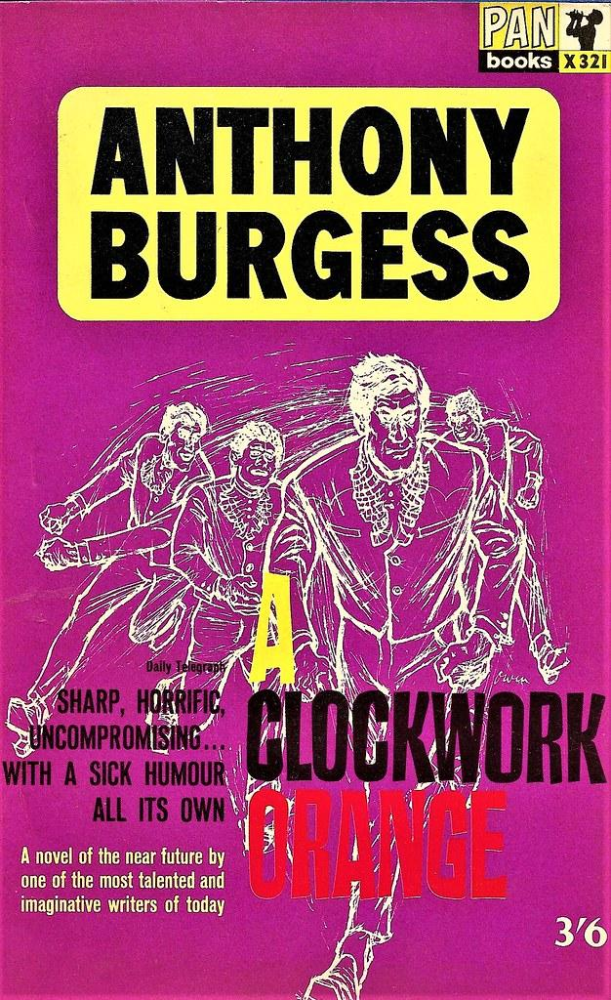 PAN
books X321
ANTHONY
BURGESS
Daily Telegraph
SHARP, HORRIFIC,
UNCOMPROMISING...
WITH A SICK HUMOUR
ALL ITS OWN
A
CLOCKWORK
ORANGE
A novel of the near future by
one of the most talented and
imaginative writers of today
3'6